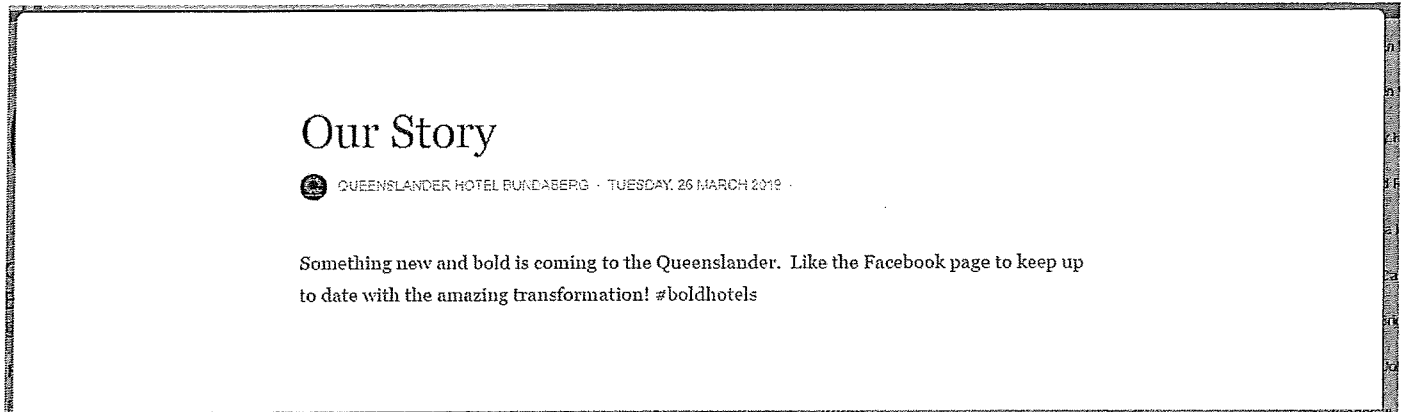 Our Story
QUEENSLANDER HOTEL BUNDABERG · TUESDAY, 26 MARCH 2019 ·
Something new and bold is coming to the Queenslander. Like the Facebook page to keep up
to date with the amazing transformation! #boldhotels